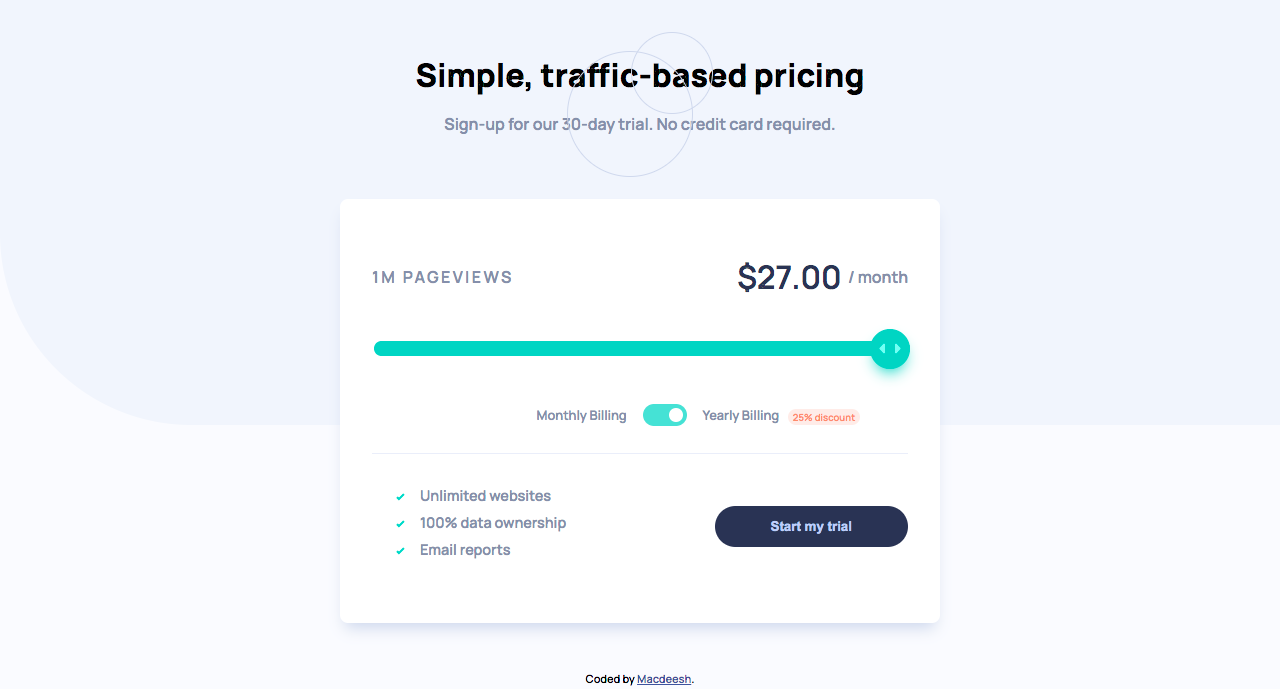 Simple, traffic-based pricing
Sign-up for our 30-day trial. No credit card required.
1M PAGEVIEWS
$27.00 / month
Monthly Billing
Yearly Billing 25% discount
Unlimited websites
100% data ownership
Email reports
Start my trial
Coded by Macdeesh.